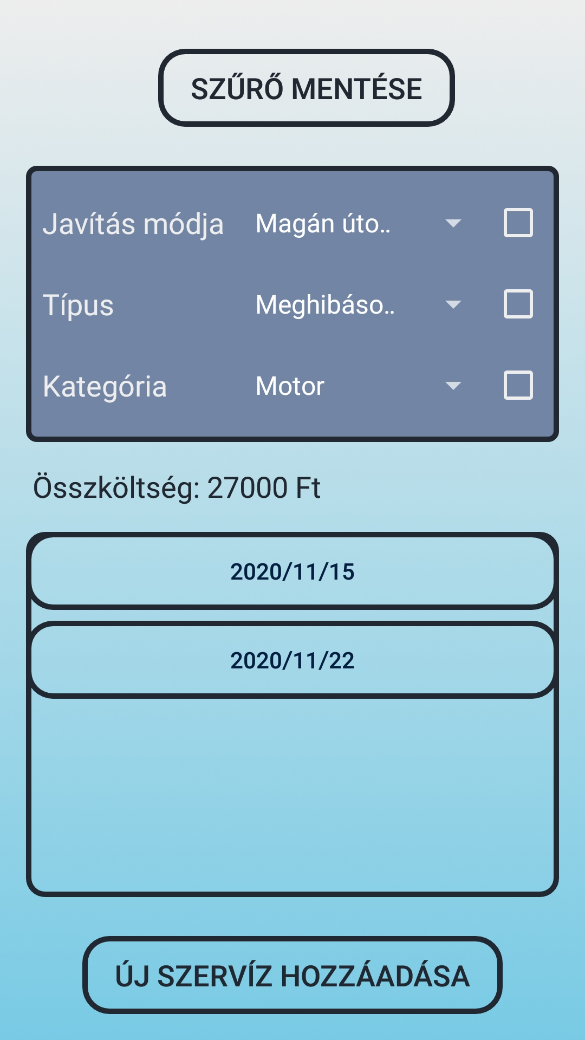 SZŰRŐ MENTÉSE
Javítás módja Magán úto..
Típus Meghibáso..
Kategória Motor
Összköltség: 27000 Ft
2020/11/15
2020/11/22
ÚJ SZERVÍZ HOZZÁADÁSA